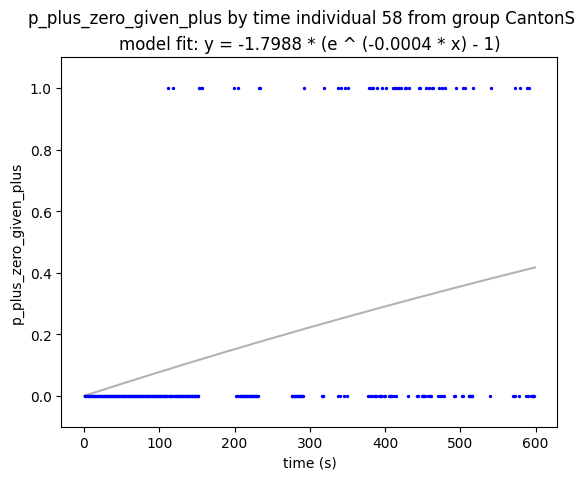 p_plus_zero_given_plus by time individual 58 from group CantonS
model fit: y = -1.7988 * (e ^ (-0.0004 * x) - 1)
1.0
0.8
0.6
0.4
0.2
0.0
p_plus_zero_given_plus
0 100 200 300 400 500 600
time (s)